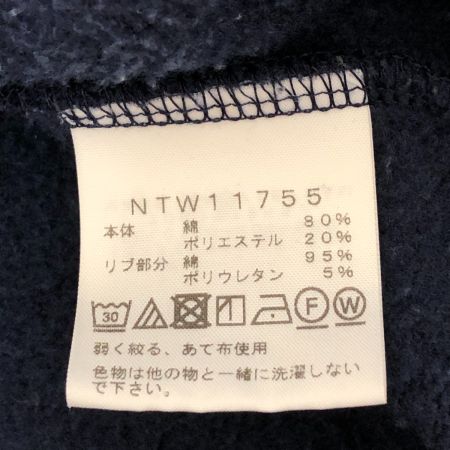 NTW11755
本体 綿 80%
ポリエステル 20%
リブ部分 綿 95%
ポリウレタン 5%
30 F W
弱く絞る、あて布使用
色物は他の物と一緒に洗濯しない
で下さい。